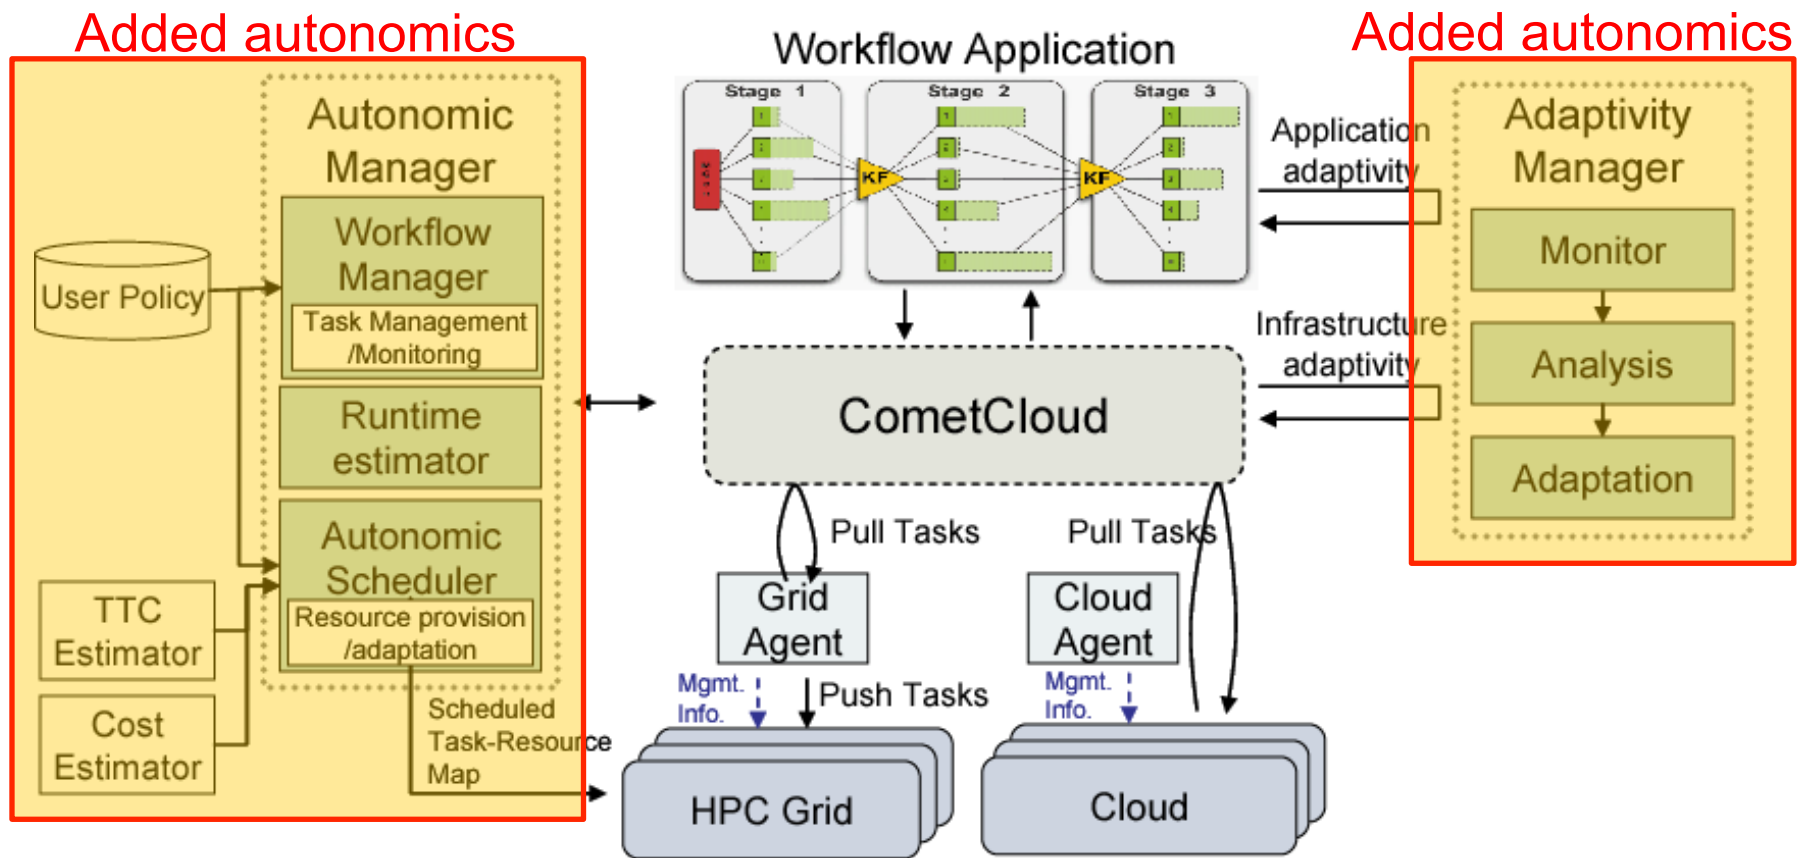 Added autonomics
Workflow Application
Added autonomics
Autonomic
Manager
Workflow
Manager
Task Management
/Monitoring
User Policy
Runtime
estimator
Autonomic
Scheduler
Resource provision
/adaptation
TTC
Estimator
Cost
Estimator
Scheduled
Task-Resource
Map
Stage 1
Stage 2
Stage 3
KF
KF
CometCloud
Pull Tasks
Pull Tasks
Grid
Agent
Cloud
Agent
Mgmt.
Info.
Push Tasks
Mgmt.
Info.
HPC Grid
Cloud
Application
adaptivity
Infrastructure
adaptivity
Adaptivity
Manager
Monitor
Analysis
Adaptation